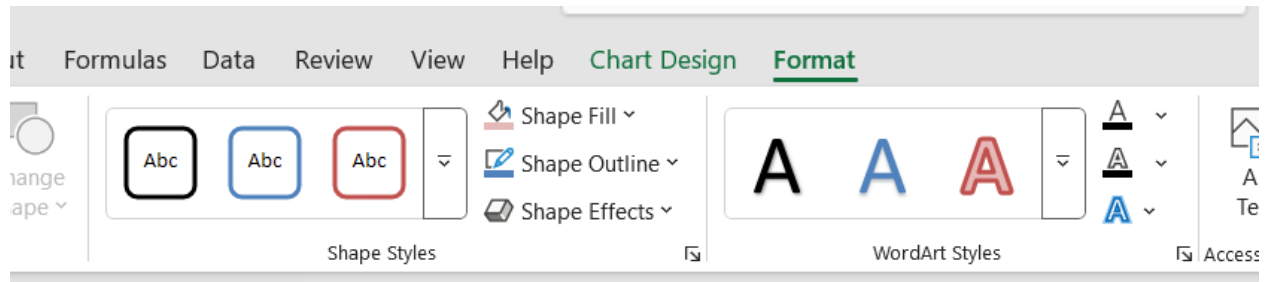 Formulas Data Review View Help Chart Design Format
Abc Abc Abc
Shape Fill
Shape Outline
Shape Effects
Shape Styles
A A A
A
A
A
WordArt Styles